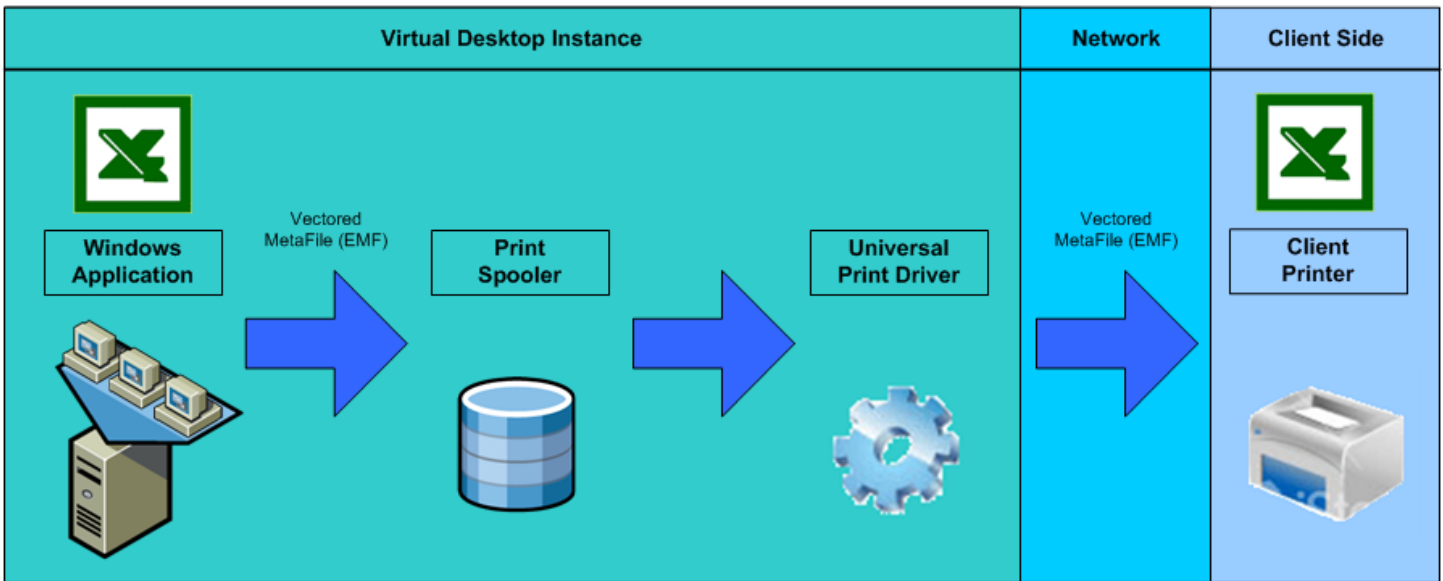 Virtual Desktop Instance
Network
Client Side
Windows
Application
Vectored
MetaFile (EMF)
Print
Spooler
Universal
Print Driver
Vectored
MetaFile (EMF)
Client
Printer